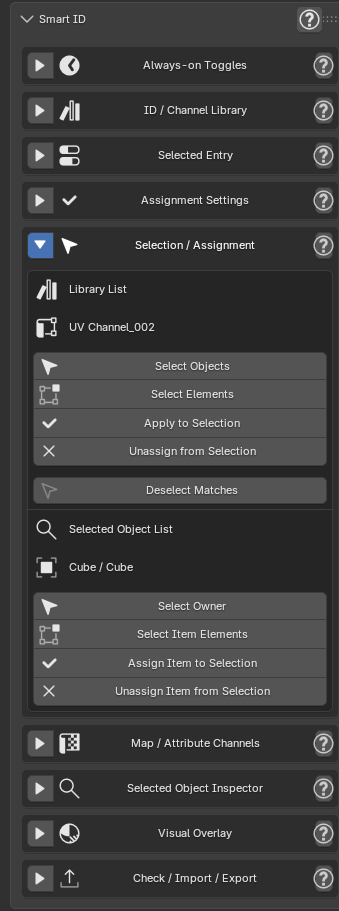 Smart ID
Always-on Toggles
ID / Channel Library
Selected Entry
Assignment Settings
Selection / Assignment
Library List
UV Channel_002
Select Objects
Select Elements
Apply to Selection
Unassign from Selection
Deselect Matches
Selected Object List
Cube / Cube
Select Owner
Select Item Elements
Assign Item to Selection
Unassign Item from Selection
Map / Attribute Channels
Selected Object Inspector
Visual Overlay
Check / Import / Export